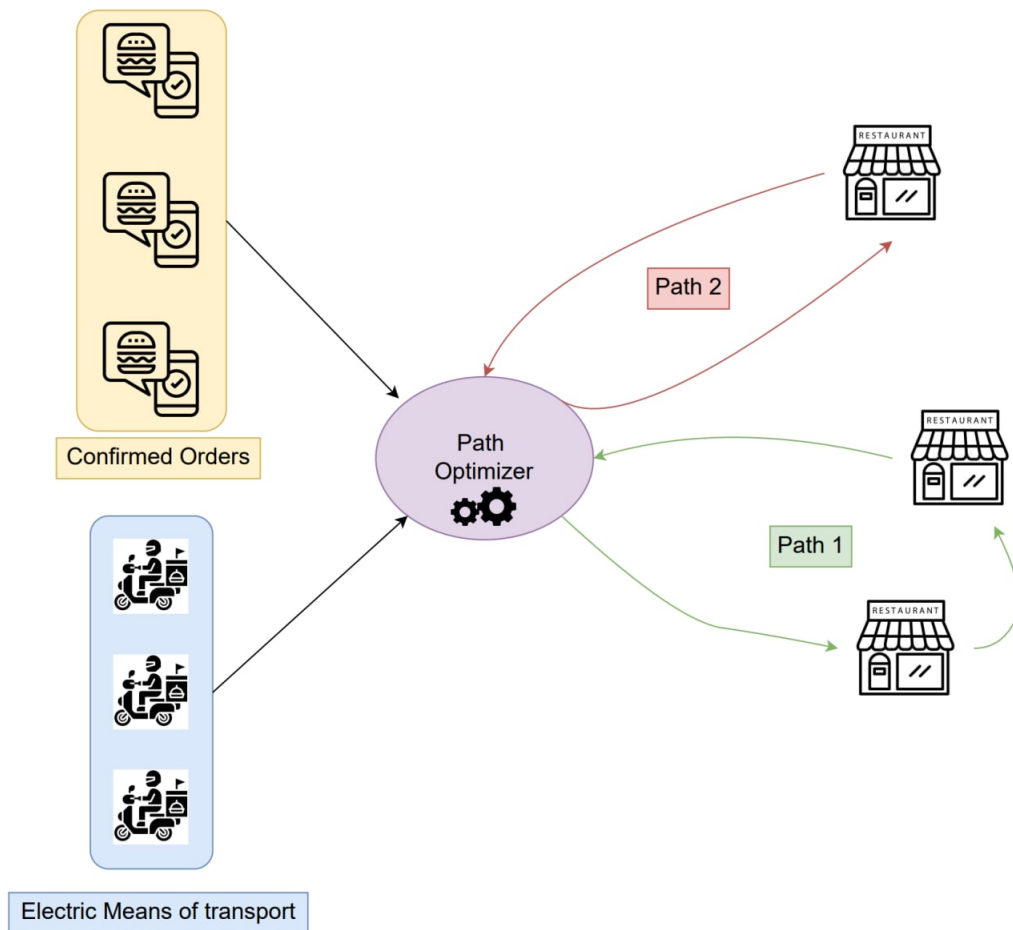 RESTAURANT
Path 2
Confirmed Orders
Path
Optimizer
RESTAURANT
Path 1
RESTAURANT
Electric Means of transport